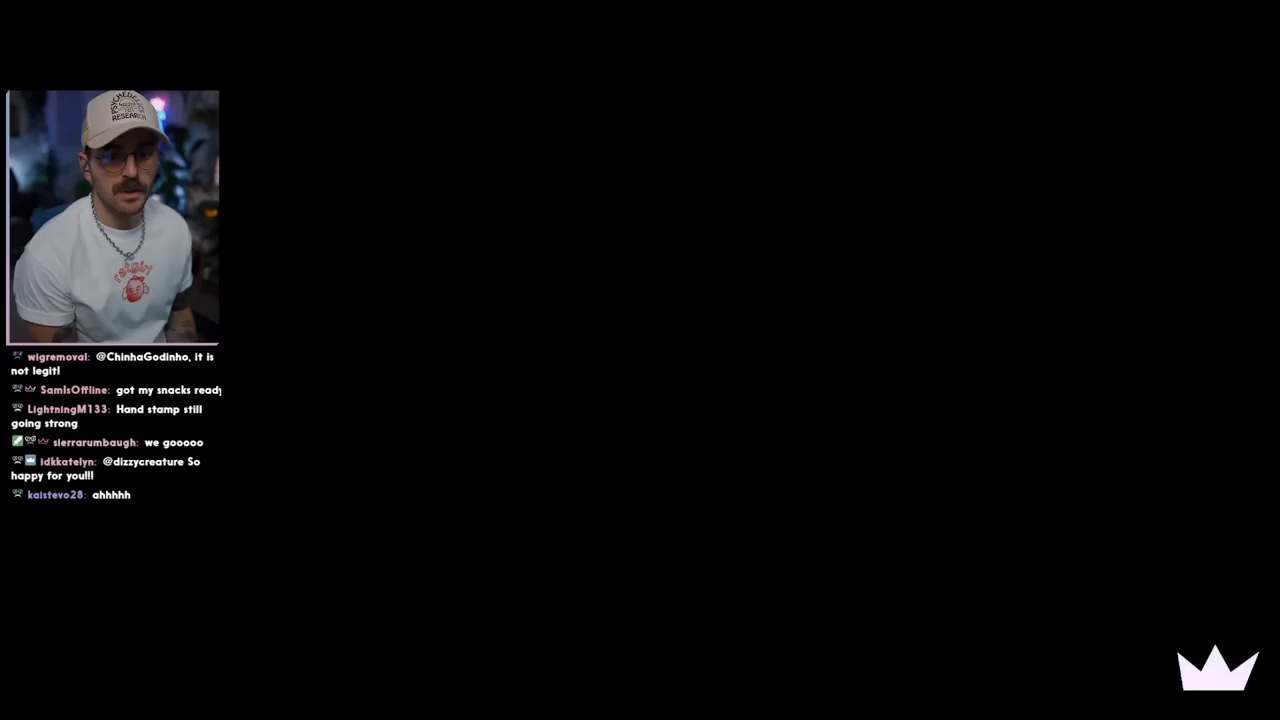 PSYCHEDELIC
RESEARCH
ratgirl
wigremoval: @ChinhaGodinho, it is
not legit!
SamIsOffline: got my snacks ready
LightningM133: Hand stamp still
going strong
sierrarumbaugh: we gooooo
idkkatelyn: @dizzycreature So
happy for you!!!
kaistevo28: ahhhhh